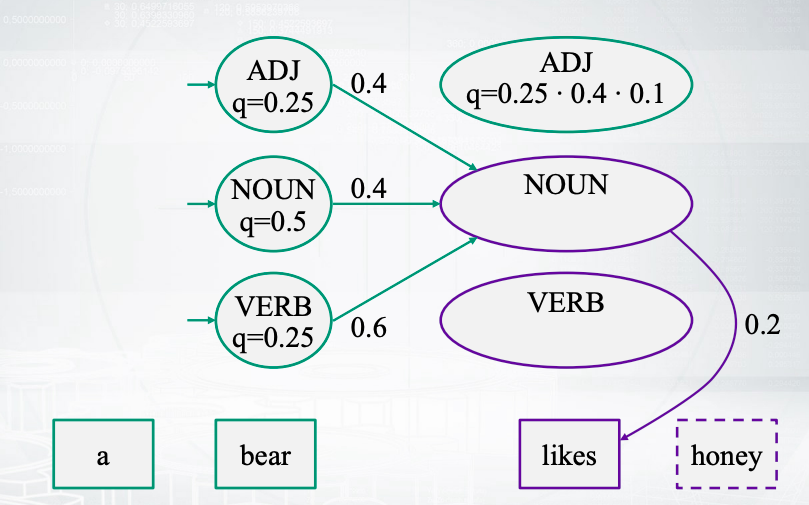 ADJ
q=0.25
0.4
ADJ
q=0.25 · 0.4 · 0.1
NOUN
q=0.5
0.4
NOUN
VERB
q=0.25
0.6
VERB
0.2
a
bear
likes
honey